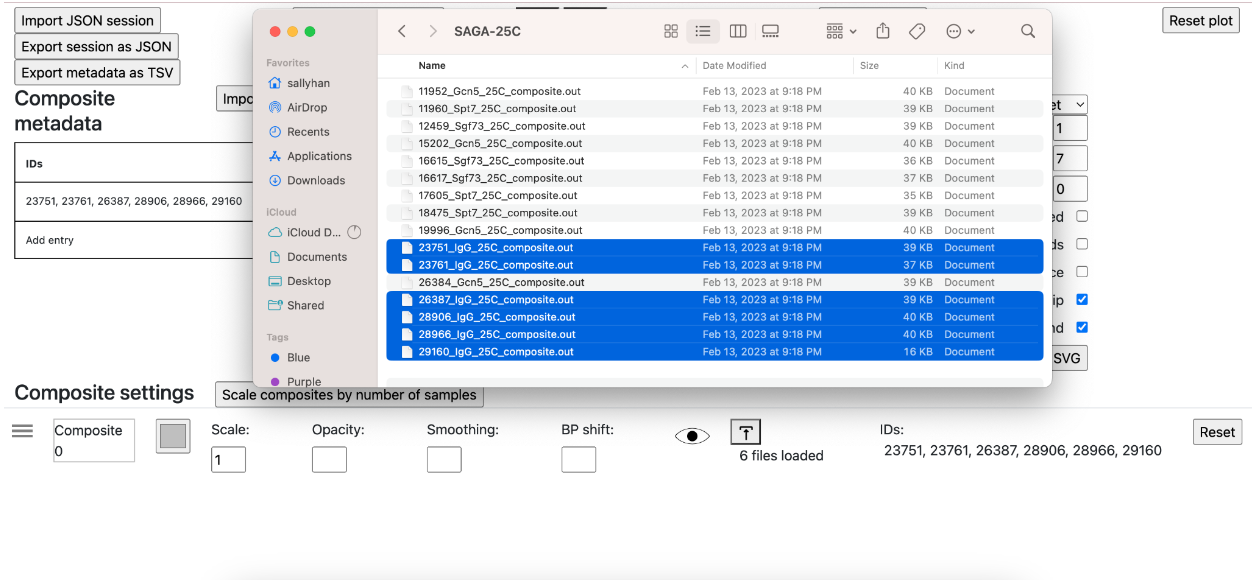 Import JSON session
Export session as JSON
Export metadata as TSV
Reset plot
Composite metadata
IDs
23751, 23761, 26387, 28906, 28966, 29160
Add entry
SAGA-25C
Favorites
sallyhan
AirDrop
Recents
Applications
Downloads
iCloud
iCloud D...
Documents
Desktop
Shared
Tags
Blue
Purple
Name Date Modified Size Kind
11952_Gcn5_25C_composite.out Feb 13, 2023 at 9:18 PM 40 KB Document
11960_Spt7_25C_composite.out Feb 13, 2023 at 9:18 PM 39 KB Document
12459_Sgf73_25C_composite.out Feb 13, 2023 at 9:18 PM 39 KB Document
15202_Gcn5_25C_composite.out Feb 13, 2023 at 9:18 PM 40 KB Document
16615_Sgf73_25C_composite.out Feb 13, 2023 at 9:18 PM 36 KB Document
16617_Sgf73_25C_composite.out Feb 13, 2023 at 9:18 PM 37 KB Document
17605_Spt7_25C_composite.out Feb 13, 2023 at 9:18 PM 35 KB Document
18475_Spt7_25C_composite.out Feb 13, 2023 at 9:18 PM 39 KB Document
19996_Gcn5_25C_composite.out Feb 13, 2023 at 9:18 PM 40 KB Document
23751_IgG_25C_composite.out Feb 13, 2023 at 9:18 PM 39 KB Document
23761_IgG_25C_composite.out Feb 13, 2023 at 9:18 PM 37 KB Document
26384_Gcn5_25C_composite.out Feb 13, 2023 at 9:18 PM 39 KB Document
26387_IgG_25C_composite.out Feb 13, 2023 at 9:18 PM 39 KB Document
28906_IgG_25C_composite.out Feb 13, 2023 at 9:18 PM 40 KB Document
28966_IgG_25C_composite.out Feb 13, 2023 at 9:18 PM 40 KB Document
29160_IgG_25C_composite.out Feb 13, 2023 at 9:18 PM 16 KB Document
1
7
0
SVG
Composite settings
Scale composites by number of samples
Composite 0
Scale:
1
Opacity:
Smoothing:
BP shift:
6 files loaded
IDs:
23751, 23761, 26387, 28906, 28966, 29160
Reset